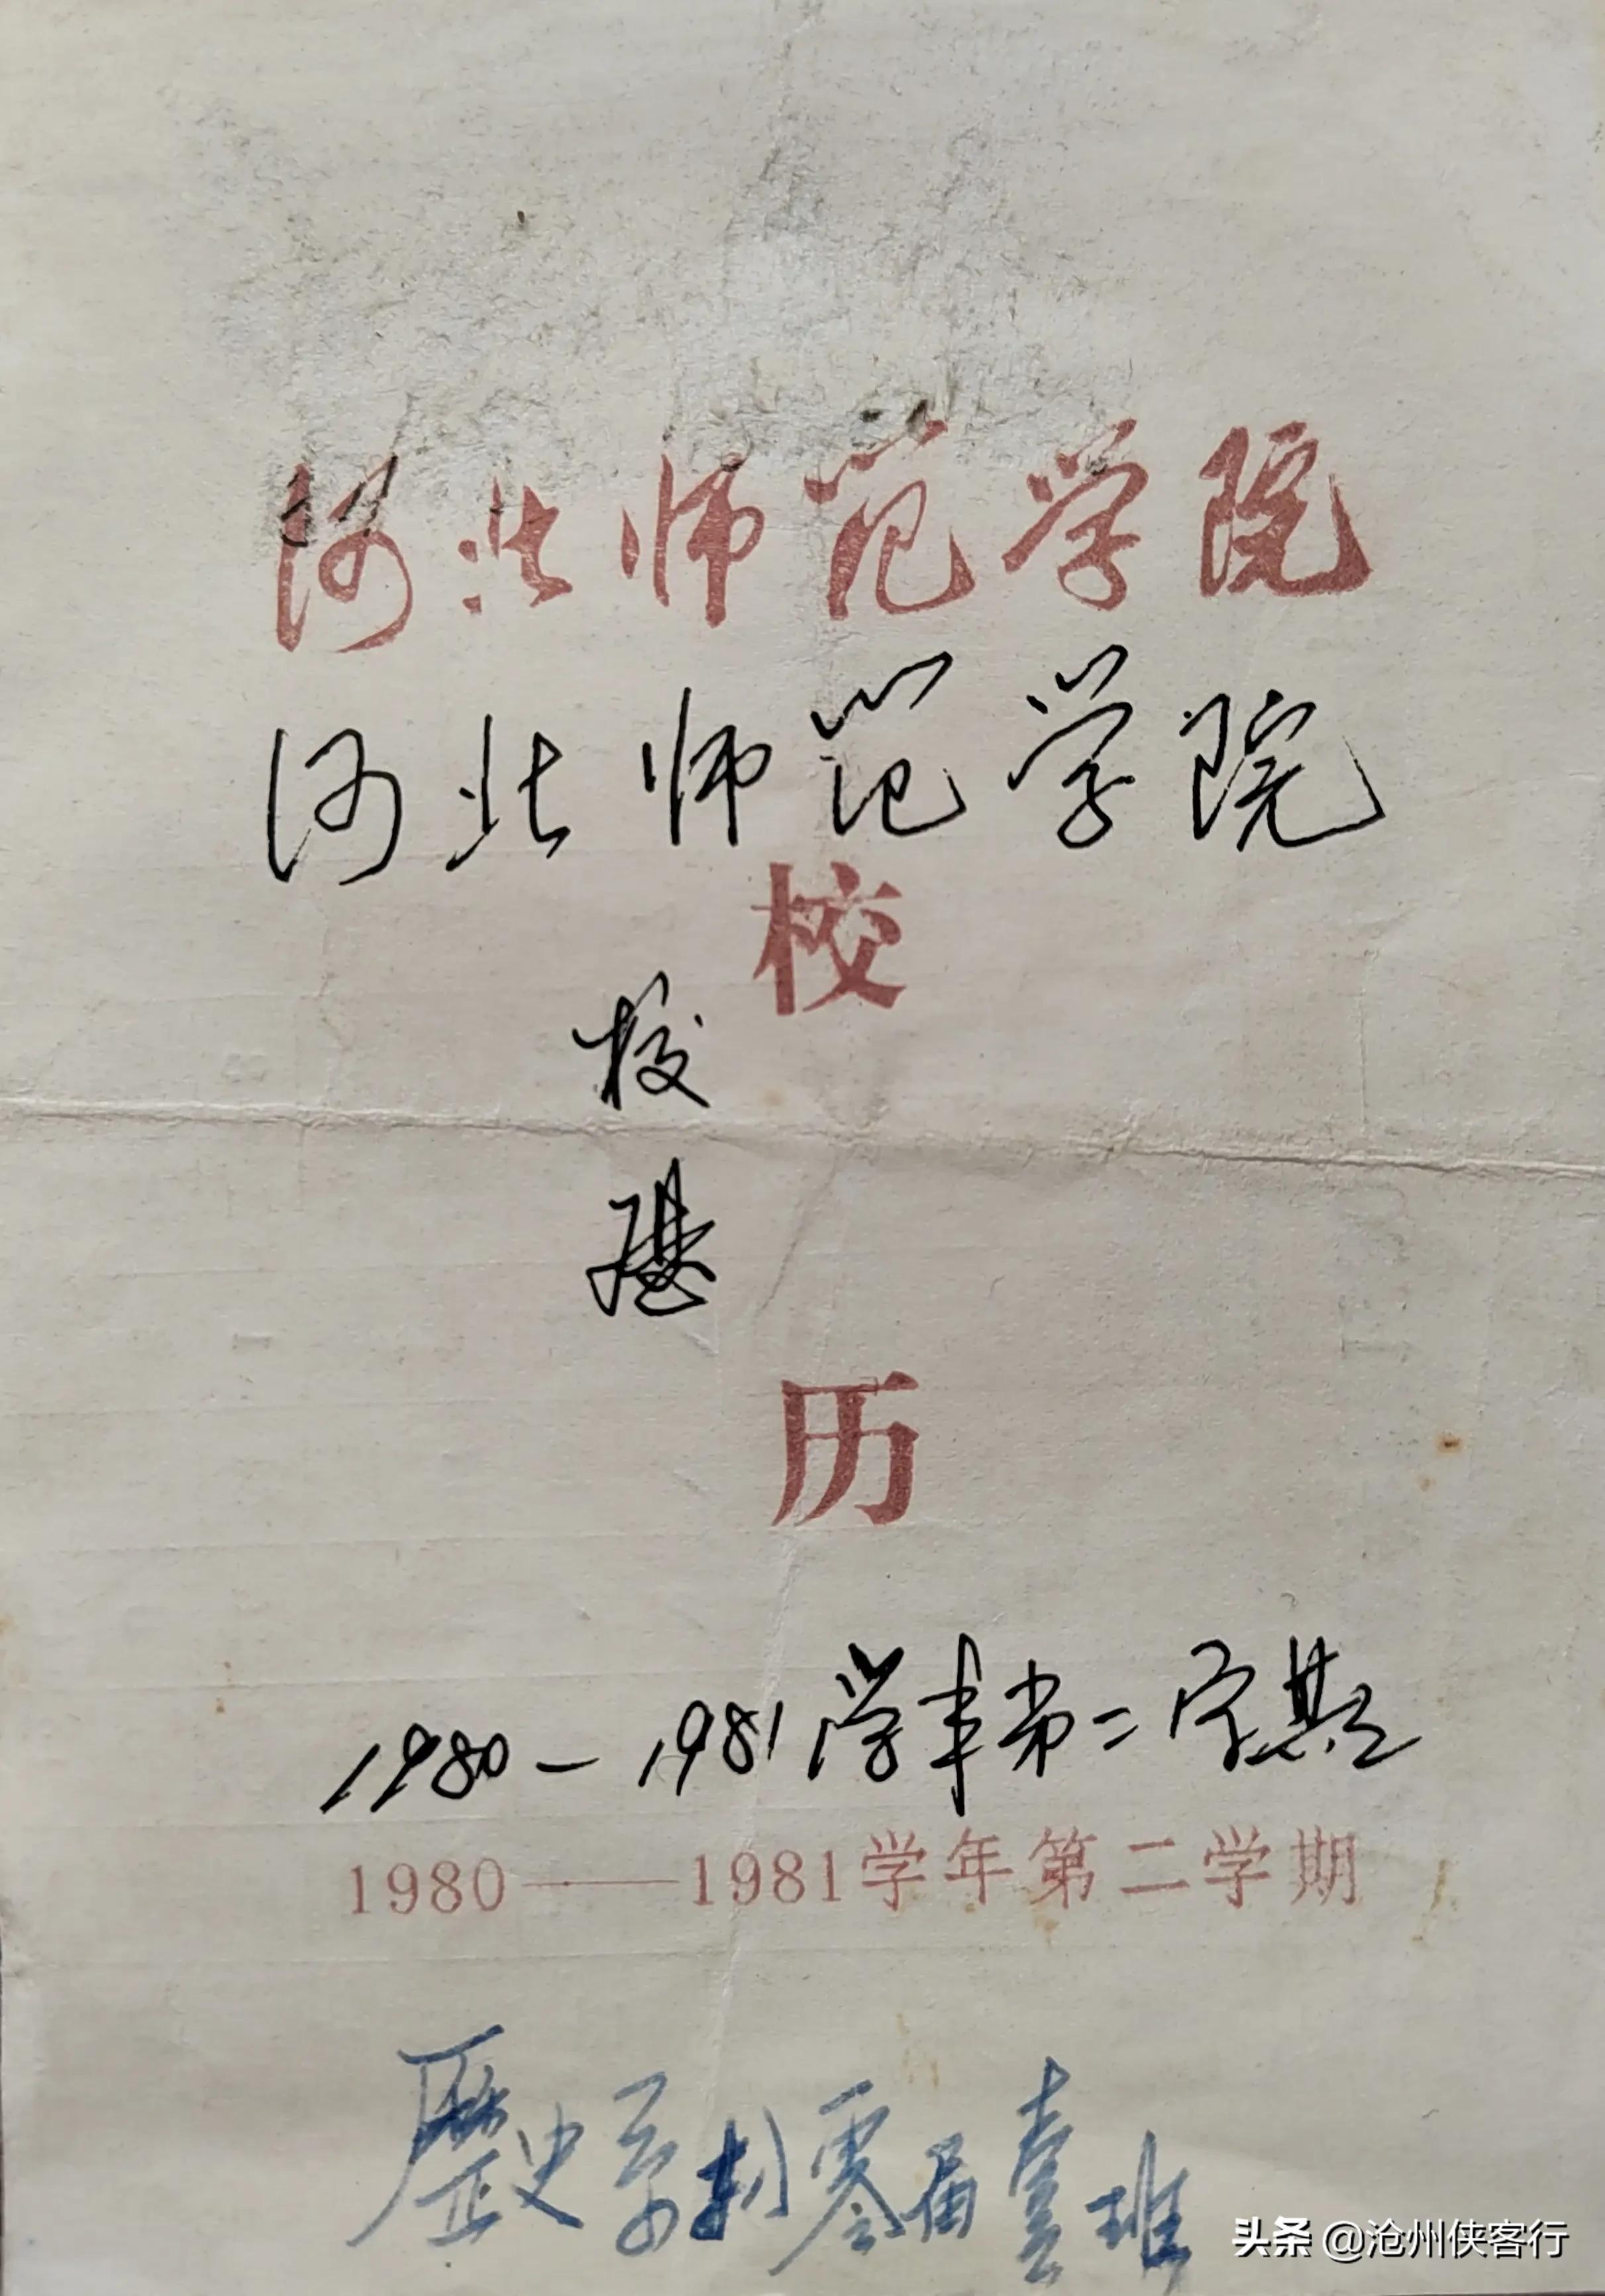 河北师范学院
河北师范学院
校
校
历
历
1980—1981学年第二学期
1980——1981学年第二学期
歷史系捌零届壹班
头条 @沧州侠客行